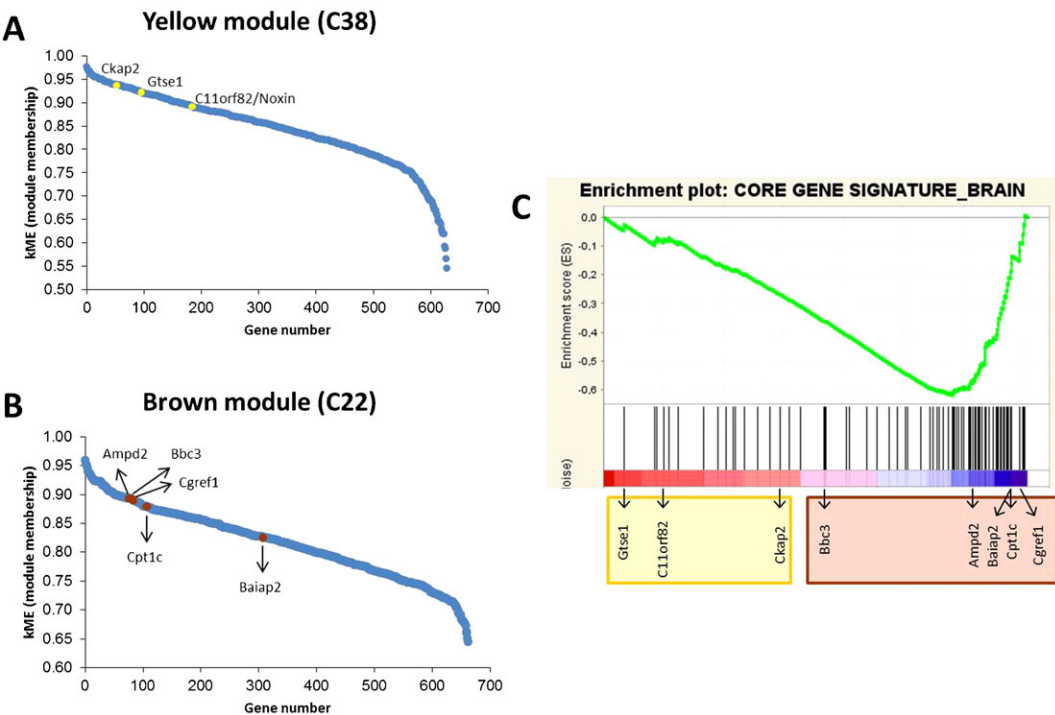 A
Yellow module (C38)
kME (module membership)
1.00
0.95
0.90
0.85
0.80
0.75
0.70
0.65
0.60
0.55
0.50
Ckap2
Gtse1
C11orf82/Noxin
0 100 200 300 400 500 600 700
Gene number
B
Brown module (C22)
kME (module membership)
1.00
0.95
0.90
0.85
0.80
0.75
0.70
0.65
0.60
Ampd2
Bbc3
Cgref1
Cpt1c
Baiap2
0 100 200 300 400 500 600 700
Gene number
C
Enrichment plot: CORE GENE SIGNATURE_BRAIN
Enrichment score (ES)
0,0
-0,1
-0,2
-0,3
-0,4
-0,5
-0,6
loise)
Gtse1
C11orf82
Ckap2
Bbc3
Ampd2
Baiap2
Cpt1c
Cgref1